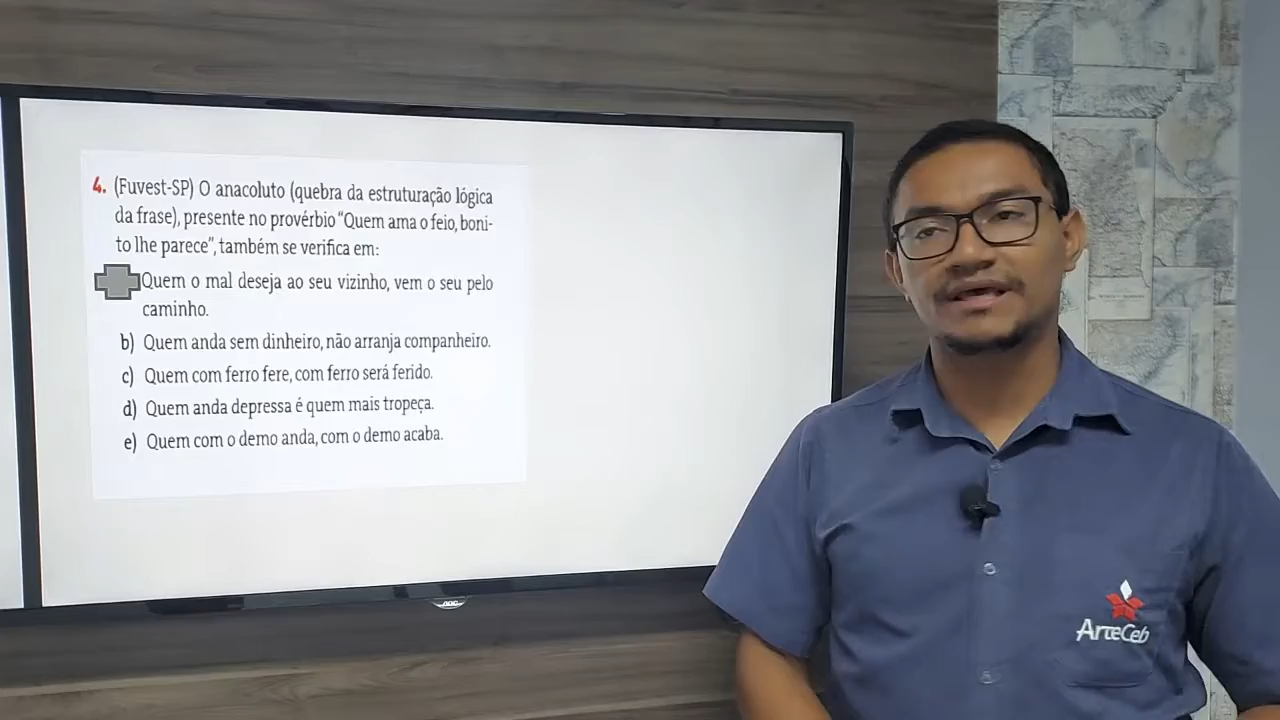 4. (Fuvest-SP) O anacoluto (quebra da estruturação lógica
da frase), presente no provérbio “Quem ama o feio, boni-
to lhe parece”, também se verifica em:
Quem o mal deseja ao seu vizinho, vem o seu pelo
caminho.
b) Quem anda sem dinheiro, não arranja companheiro.
c) Quem com ferro fere, com ferro será ferido.
d) Quem anda depressa é quem mais tropeça.
e) Quem com o demo anda, com o demo acaba.
AOC
ArteCeb